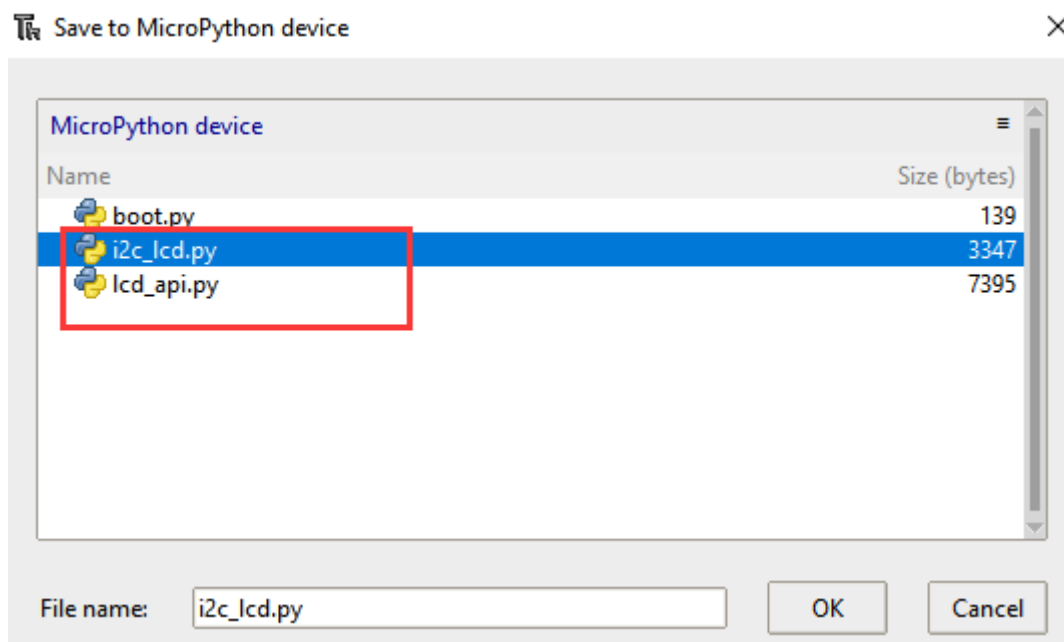 Save to MicroPython device
MicroPython device
Name Size (bytes)
boot.py 139
i2c_lcd.py 3347
lcd_api.py 7395
File name: i2c_lcd.py OK Cancel